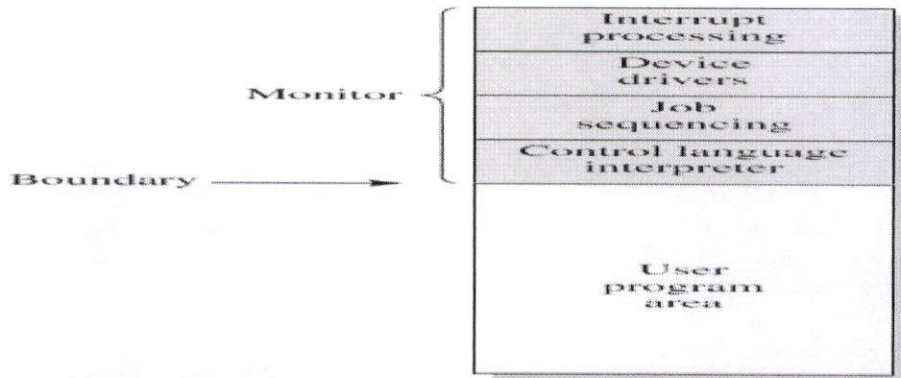 Interrupt
processing
Device
drivers
Monitor
Job
sequencing
Control language
interpreter
Boundary
User
program
area